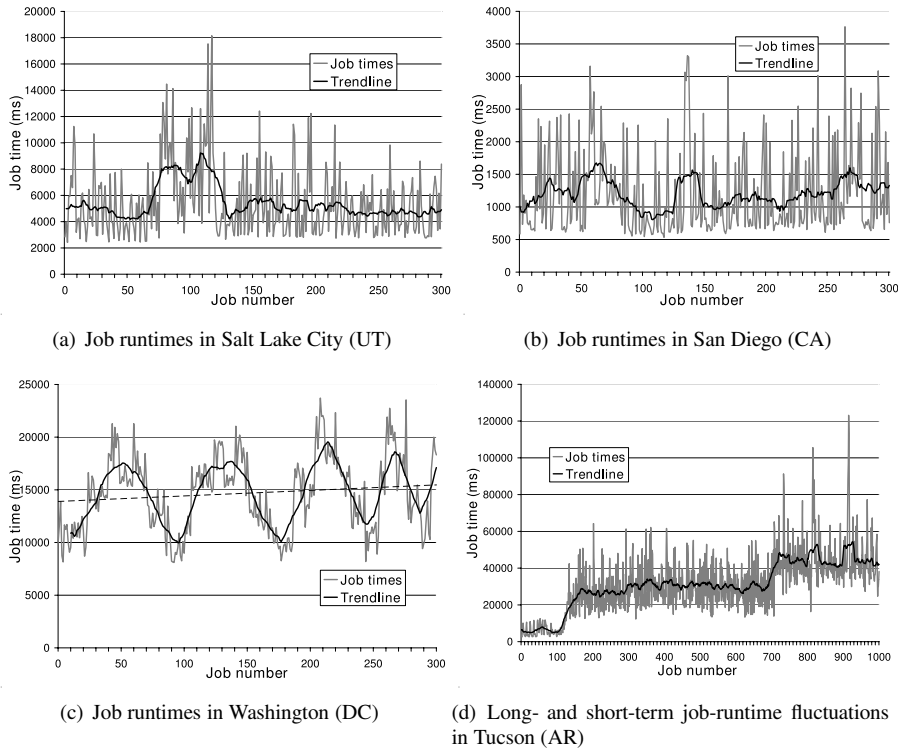 20000
18000
16000
14000
12000
10000
8000
6000
4000
2000
0
Job time (ms)
Job times
Trendline
0 50 100 150 200 250 300
Job number
(a) Job runtimes in Salt Lake City (UT)
4000
3500
3000
2500
2000
1500
1000
500
0
Job time (ms)
Job times
Trendline
0 50 100 150 200 250 300
Job number
(b) Job runtimes in San Diego (CA)
25000
20000
15000
10000
5000
0
Job time (ms)
Job times
Trendline
0 50 100 150 200 250 300
Job number
(c) Job runtimes in Washington (DC)
140000
120000
100000
80000
60000
40000
20000
0
Job time (ms)
Job times
Trendline
0 100 200 300 400 500 600 700 800 900 1000
Job number
(d) Long- and short-term job-runtime fluctuations
in Tucson (AR)